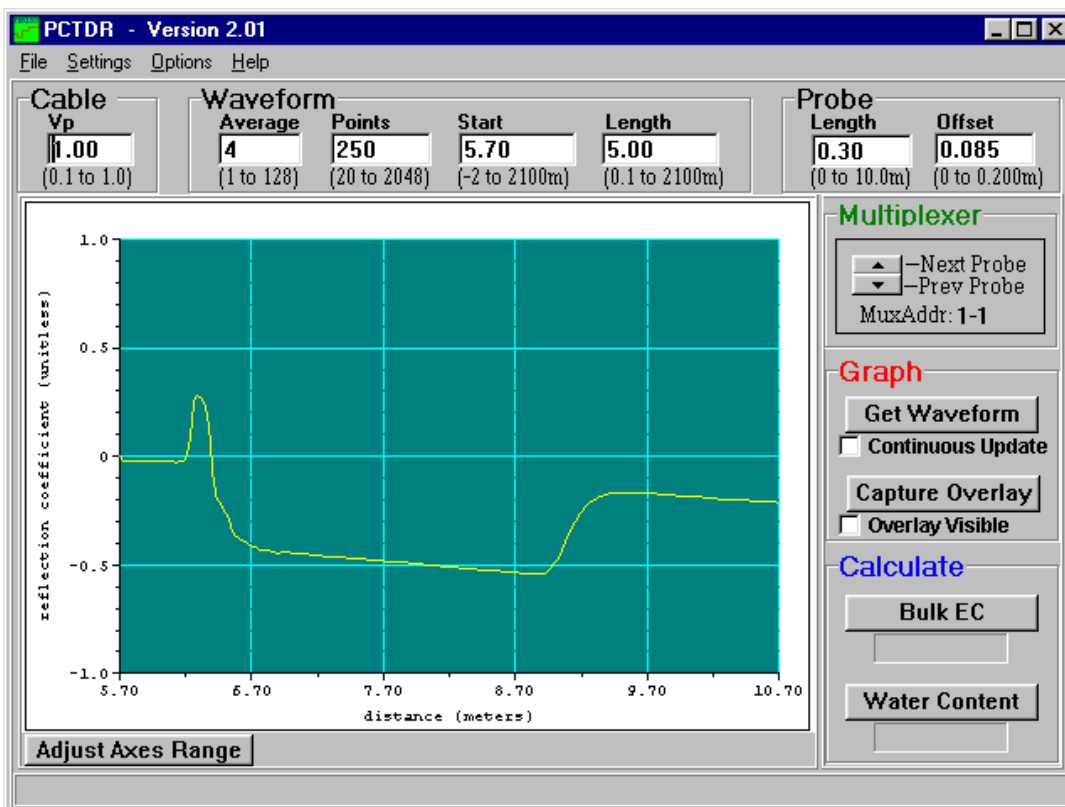 PCTDR - Version 2.01
File Settings Options Help
Cable
Vp
1.00
(0.1 to 1.0)
Waveform
Average Points Start Length
4 250 5.70 5.00
(1 to 128) (20 to 2048) (-2 to 2100m) (0.1 to 2100m)
Probe
Length Offset
0.30 0.085
(0 to 10.0m) (0 to 0.200m)
reflection coefficient (unitless)
1.0
0.5
0
-0.5
-1.0
5.70 6.70 7.70 8.70 9.70 10.70
distance (meters)
Adjust Axes Range
Multiplexer
Next Probe
Prev Probe
MuxAddr: 1-1
Graph
Get Waveform
Continuous Update
Capture Overlay
Overlay Visible
Calculate
Bulk EC
Water Content